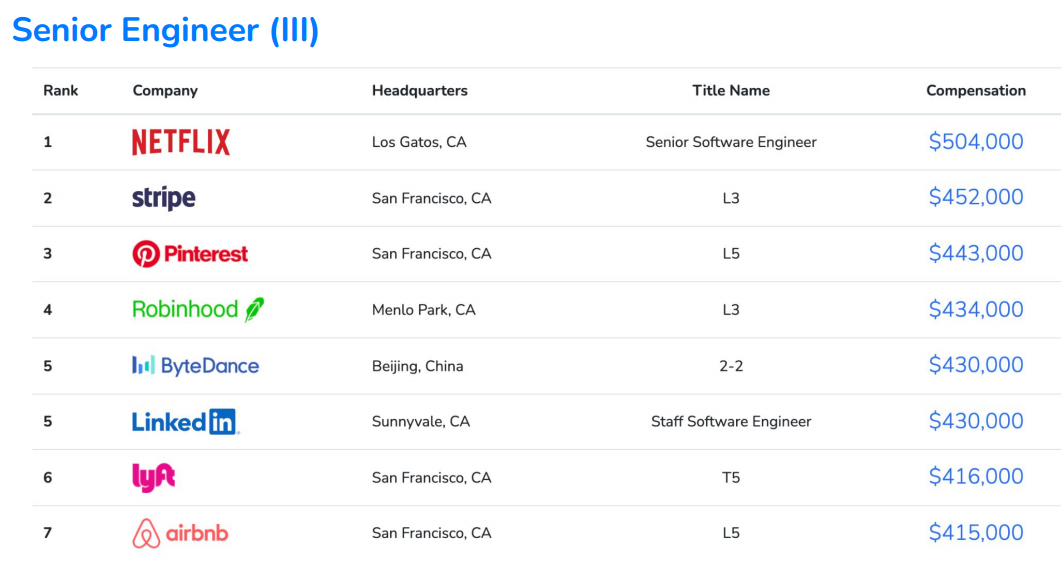 Senior Engineer (III)
Rank Company Headquarters Title Name Compensation
1 NETFLIX Los Gatos, CA Senior Software Engineer $504,000
2 stripe San Francisco, CA L3 $452,000
3 Pinterest San Francisco, CA L5 $443,000
4 Robinhood Menlo Park, CA L3 $434,000
5 ByteDance Beijing, China 2-2 $430,000
5 Linked in Sunnyvale, CA Staff Software Engineer $430,000
6 lyft San Francisco, CA T5 $416,000
7 airbnb San Francisco, CA L5 $415,000